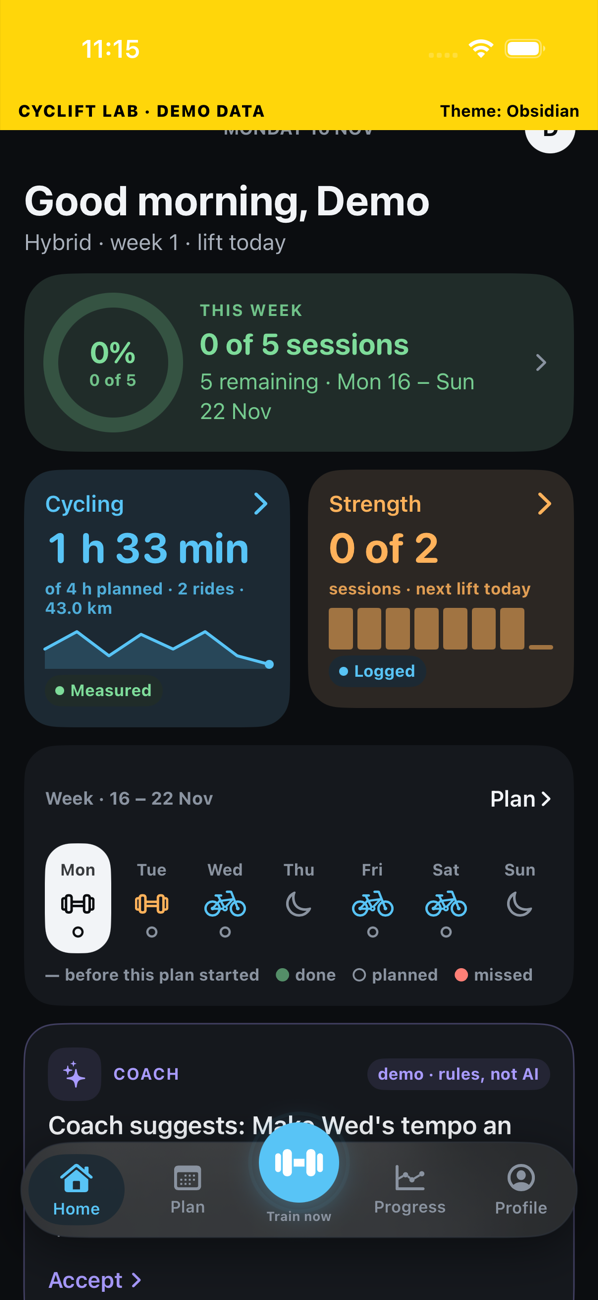 11:15
CYCLIFT LAB · DEMO DATA
Theme: Obsidian
MONDAY 16 NOV
D
Good morning, Demo
Hybrid · week 1 · lift today
0%
0 of 5
THIS WEEK
0 of 5 sessions
5 remaining · Mon 16 – Sun
22 Nov
Cycling
1 h 33 min
of 4 h planned · 2 rides ·
43.0 km
Measured
Strength
0 of 2
sessions · next lift today
Logged
Week · 16 – 22 Nov
Plan
Mon Tue Wed Thu Fri Sat Sun
— before this plan started done planned missed
COACH
demo · rules, not AI
Coach suggests: Make Wed's tempo an
Home
Plan
Train now
Progress
Profile
Accept